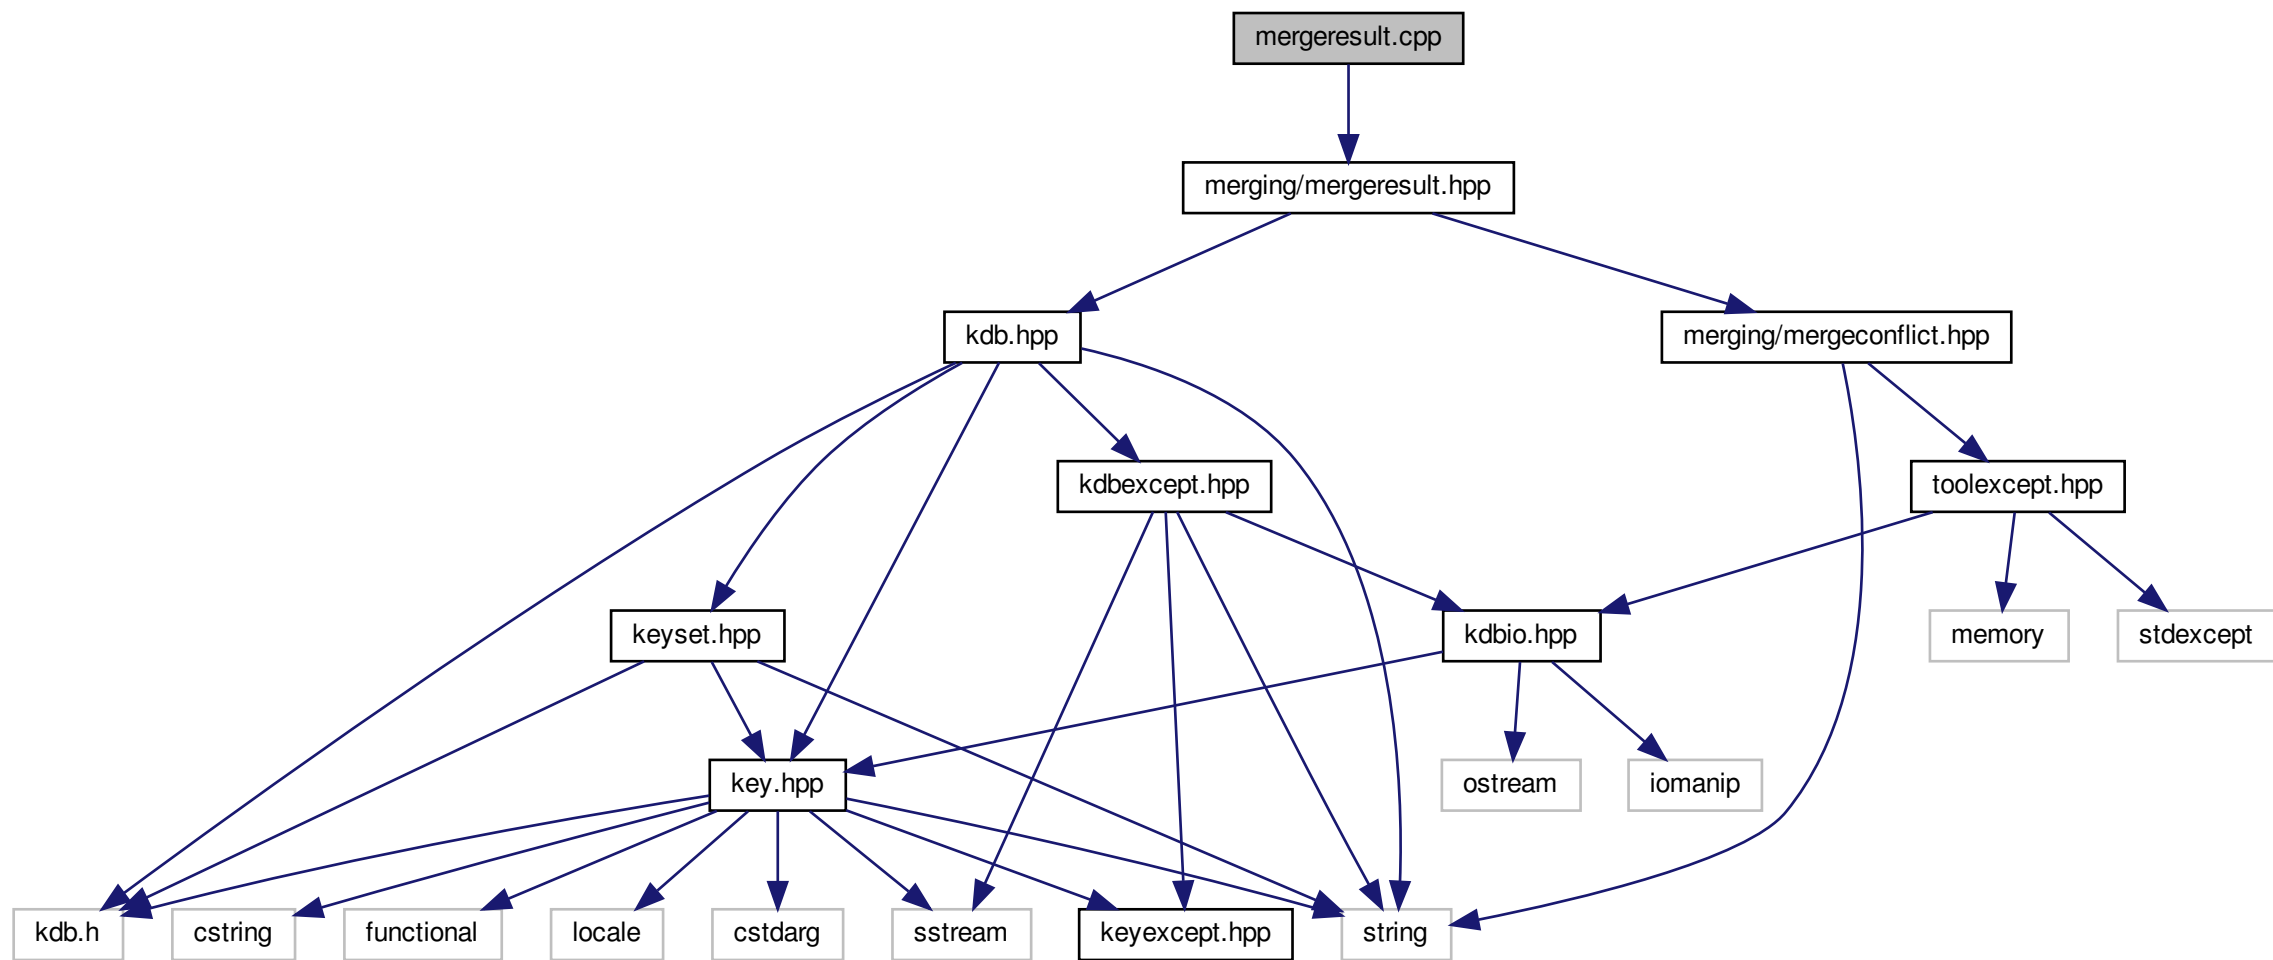 mergeresult.cpp
merging/mergeresult.hpp
kdb.hpp
merging/mergeconflict.hpp
kdbexcept.hpp
toolexcept.hpp
keyset.hpp
kdbio.hpp
memory
stdexcept
key.hpp
ostream
iomanip
kdb.h
cstring
functional
locale
cstdarg
sstream
keyexcept.hpp
string